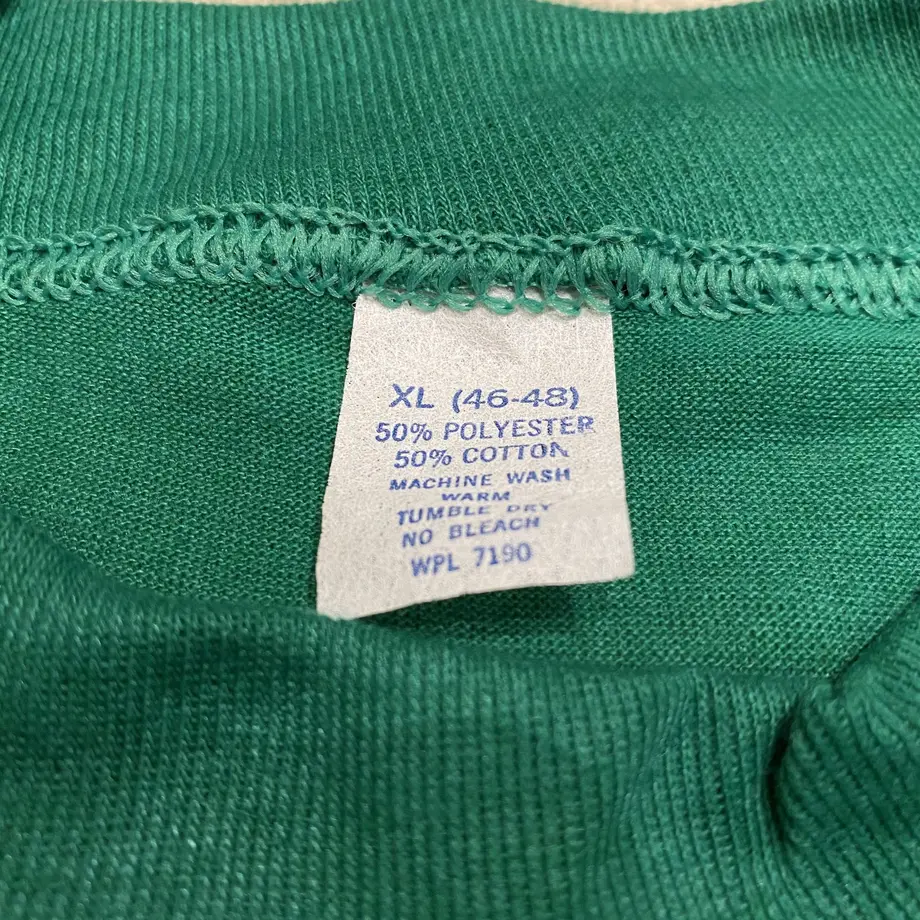 XL (46-48)
50% POLYESTER
50% COTTON
MACHINE WASH
WARM
TUMBLE DRY
NO BLEACH
WPL 7190